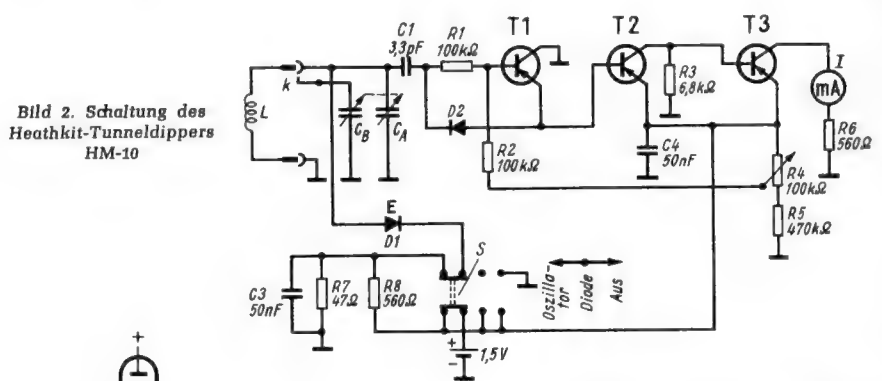 Bild 2. Schaltung des
Heathkit-Tunneldippers
HM-10
L
k
C_B
C_A
C1
3,3pF
R1
100kΩ
D2
R2
100kΩ
T1
T2
T3
R3
6,8kΩ
C4
50nF
I
mA
R6
560Ω
R4
100kΩ
R5
470kΩ
E
D1
S
C3
50nF
R7
47Ω
R8
560Ω
Oszilla-
tor
Diode
Aus
+
-
1,5V
+